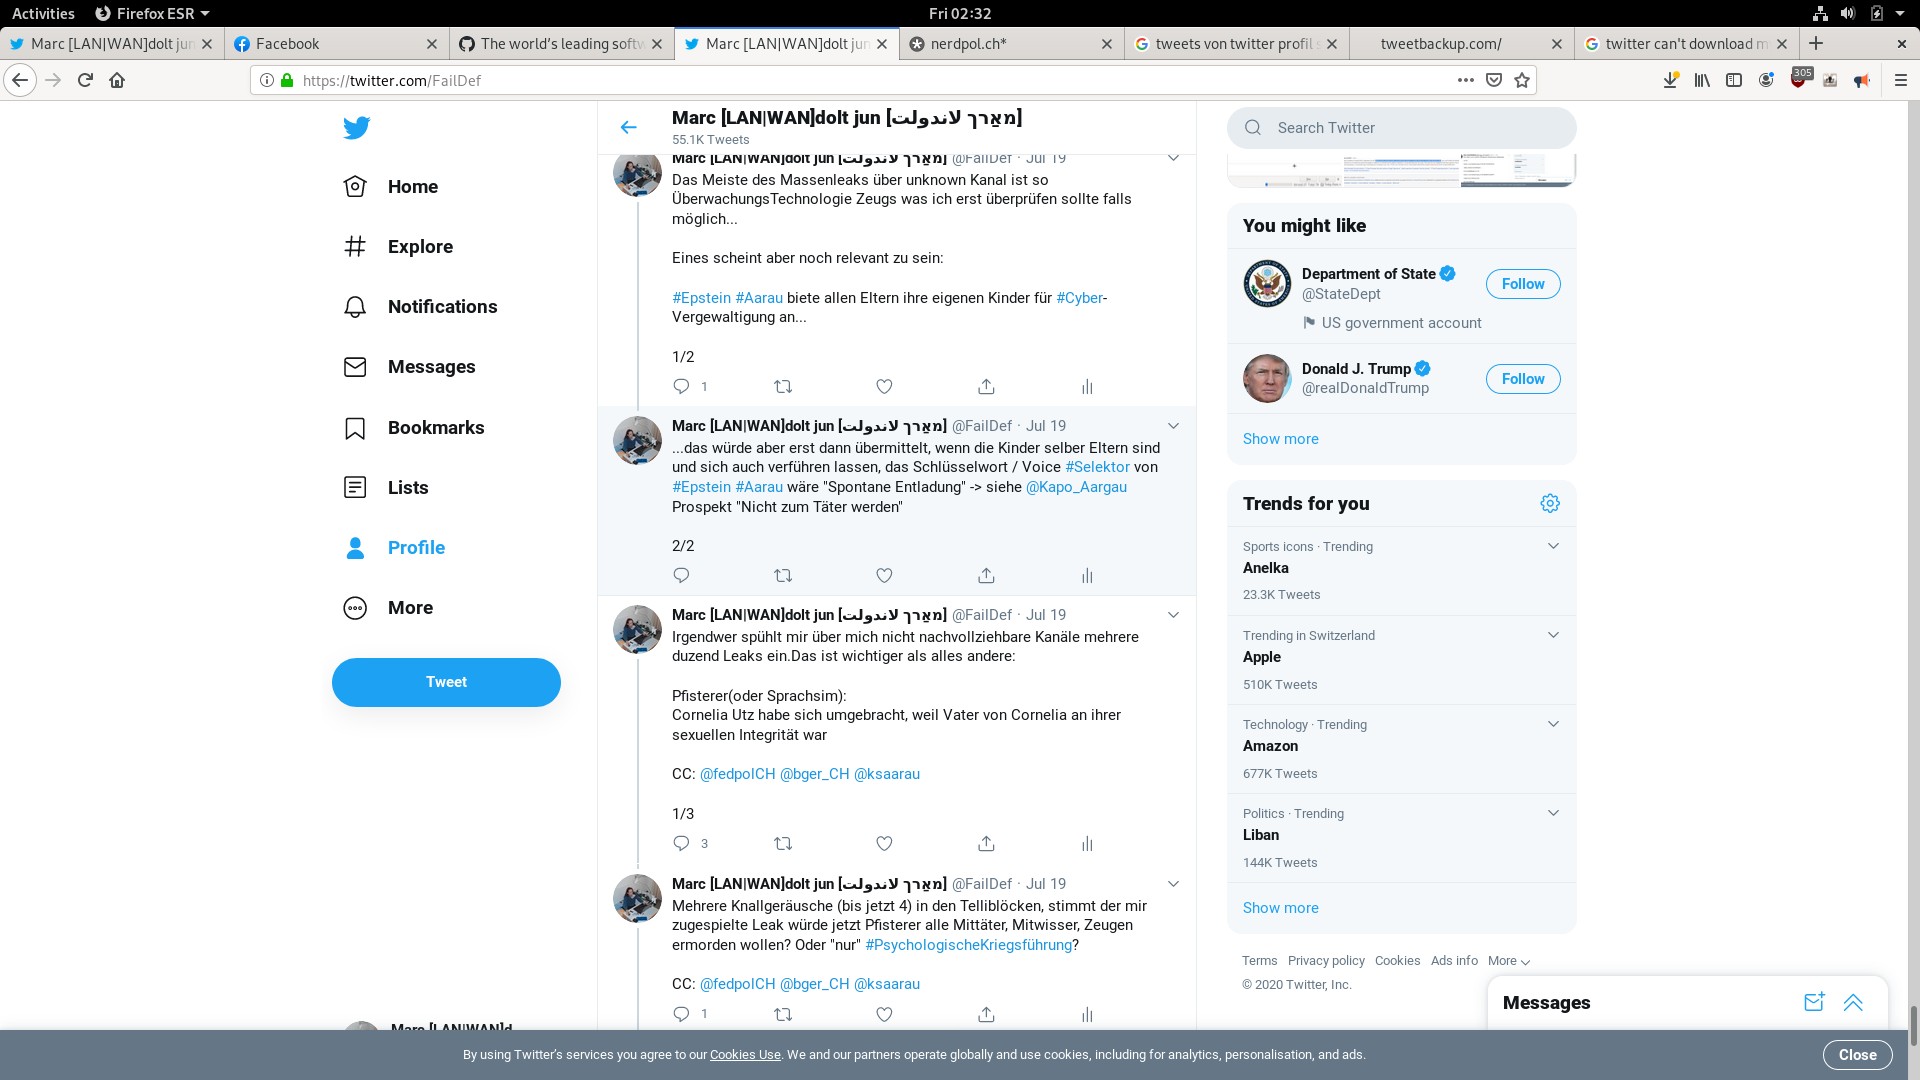 Activities Firefox ESR Fri 02:32
Marc [LAN|WAN]dolt jun Facebook The world's leading softw Marc [LAN|WAN]dolt jun nerdpol.ch* tweets von twitter profil s tweetbackup.com/ twitter can't download m
https://twitter.com/FailDef 305
Home
Explore
Notifications
Messages
Bookmarks
Lists
Profile
More
Tweet
Marc [LAN|WAN]d
Marc [LAN|WAN]dolt jun [מאַרך לאנדולת]
55.1K Tweets
Marc [LAN|WAN]dolt jun [מאַרך לאנדולת] @FailDef · Jul 19
Das Meiste des Massenleaks über unknown Kanal ist so
ÜberwachungsTechnologie Zeugs was ich erst überprüfen sollte falls
möglich...
Eines scheint aber noch relevant zu sein:
#Epstein #Aarau biete allen Eltern ihre eigenen Kinder für #Cyber-
Vergewaltigung an...
1/2
1
Marc [LAN|WAN]dolt jun [מאַרך לאנדולת] @FailDef · Jul 19
...das würde aber erst dann übermittelt, wenn die Kinder selber Eltern sind
und sich auch verführen lassen, das Schlüsselwort / Voice #Selektor von
#Epstein #Aarau wäre "Spontane Entladung" -> siehe @Kapo_Aargau
Prospekt "Nicht zum Täter werden"
2/2
Marc [LAN|WAN]dolt jun [מאַרך לאנדולת] @FailDef · Jul 19
Irgendwer spühlt mir über mich nicht nachvollziehbare Kanäle mehrere
duzend Leaks ein.Das ist wichtiger als alles andere:
Pfisterer(oder Sprachsim):
Cornelia Utz habe sich umgebracht, weil Vater von Cornelia an ihrer
sexuellen Integrität war
CC: @fedpolCH @bger_CH @ksaarau
1/3
3
Marc [LAN|WAN]dolt jun [מאַרך לאנדולת] @FailDef · Jul 19
Mehrere Knallgeräusche (bis jetzt 4) in den Telliblöcken, stimmt der mir
zugespielte Leak würde jetzt Pfisterer alle Mittäter, Mitwisser, Zeugen
ermorden wollen? Oder "nur" #PsychologischeKriegsführung?
CC: @fedpolCH @bger_CH @ksaarau
1
Search Twitter
You might like
Department of State
@StateDept
Follow
US government account
Donald J. Trump
@realDonaldTrump
Follow
Show more
Trends for you
Sports icons · Trending
Anelka
23.3K Tweets
Trending in Switzerland
Apple
510K Tweets
Technology · Trending
Amazon
677K Tweets
Politics · Trending
Liban
144K Tweets
Show more
Terms Privacy policy Cookies Ads info More
© 2020 Twitter, Inc.
Messages
By using Twitter's services you agree to our Cookies Use. We and our partners operate globally and use cookies, including for analytics, personalisation, and ads.
Close